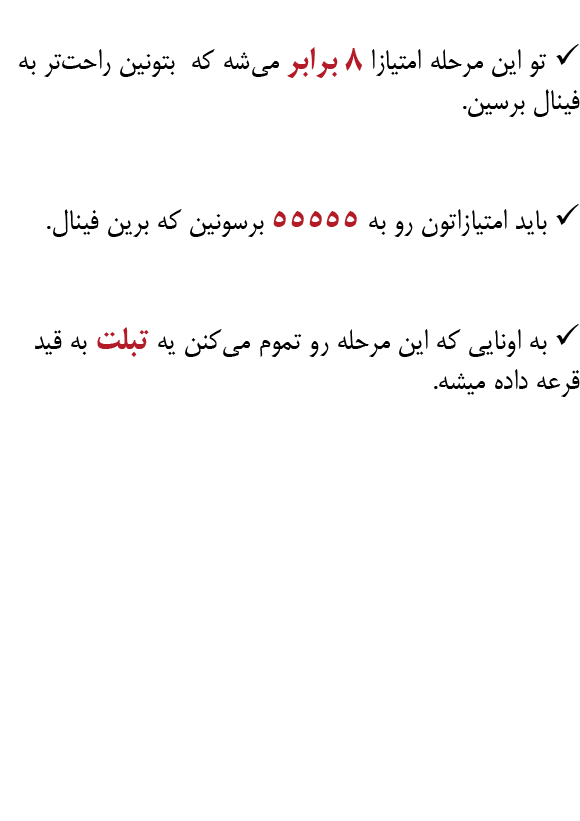 ✓ تو این مرحله امتیازا ۸ برابر می‌شه که بتونین راحت‌تر به
فینال برسین.
✓ باید امتیازاتون رو به ۵۵۵۵۵ برسونین که برین فینال.
✓ به اونایی که این مرحله رو تموم می‌کنن یه تبلت به قید
قرعه داده میشه.